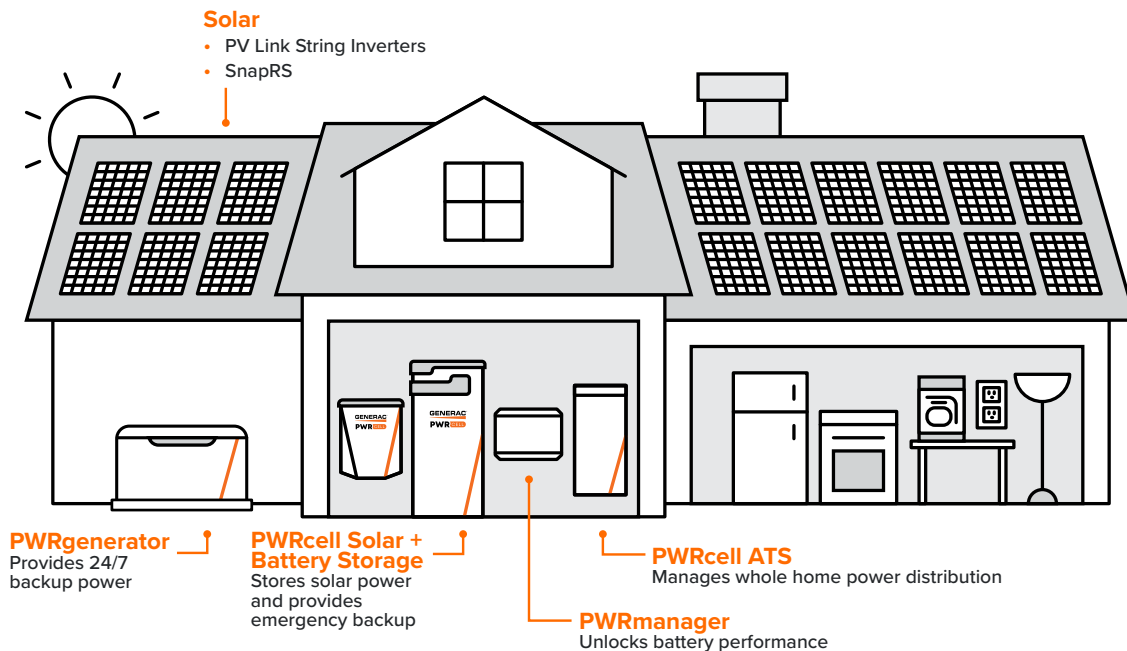 Solar
• PV Link String Inverters
• SnapRS
GENERAC
PWR CELL
GENERAC
PWR CELL
PWRgenerator
Provides 24/7
backup power
PWRcell Solar +
Battery Storage
Stores solar power
and provides
emergency backup
PWRcell ATS
Manages whole home power distribution
PWRmanager
Unlocks battery performance